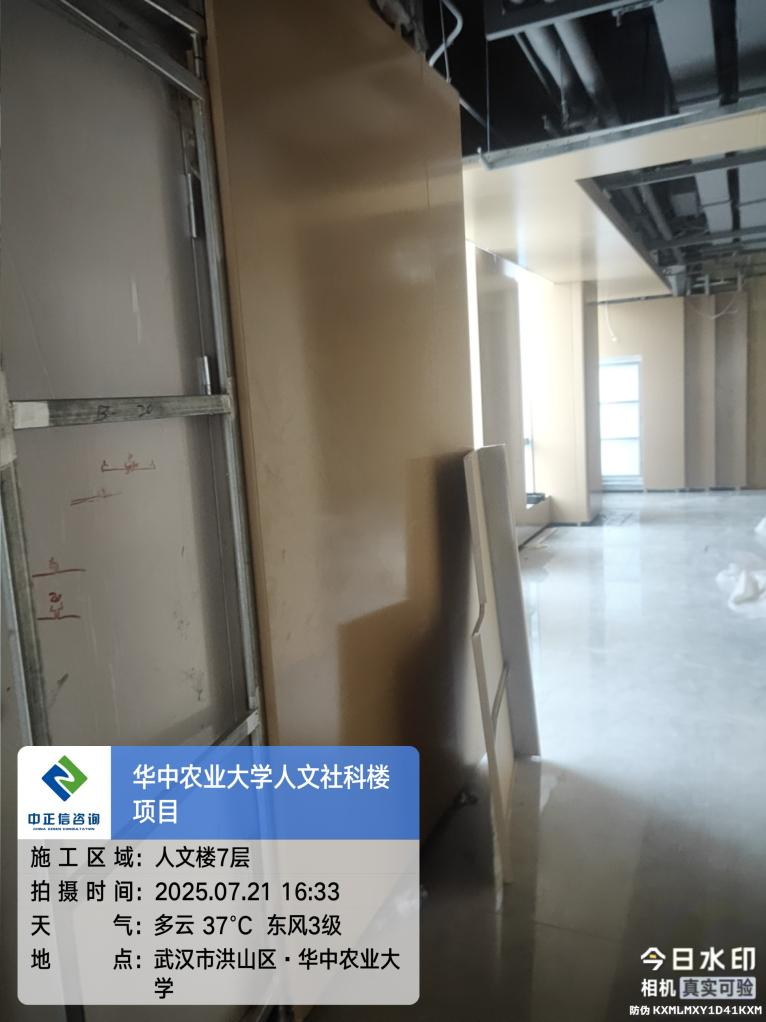 B-20
中正信咨询
华中农业大学人文社科楼
项目
施工区域：人文楼7层
拍摄时间：2025.07.21 16:33
天气：多云 37°C 东风3级
地点：武汉市洪山区·华中农业大
学
今日水印
相机 真实可验
防伪 KXMLMXY1D41KXM